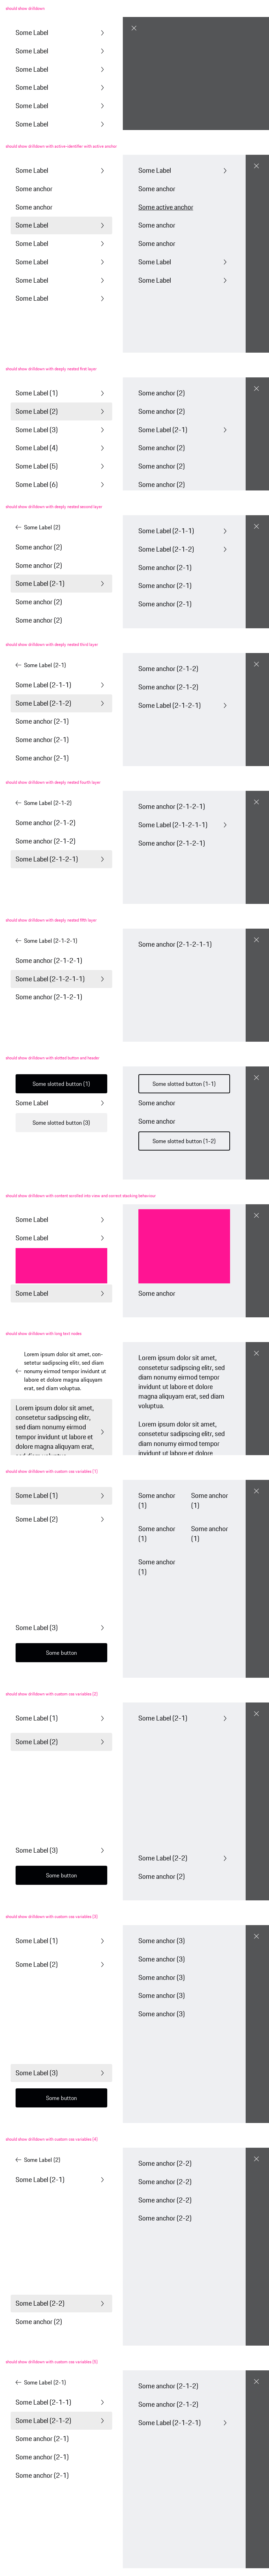 should show drilldown
Some Label
Some Label
Some Label
Some Label
Some Label
Some Label
should show drilldown with active identifier with active anchor
Some Label
Some anchor
Some anchor
Some Label
Some Label
Some Label
Some Label
Some Label
Some Label
Some anchor
Some active anchor
Some anchor
Some anchor
Some Label
Some Label
should show drilldown with deeply nested first layer
Some Label (1)
Some Label (2)
Some Label (3)
Some Label (4)
Some Label (5)
Some Label (6)
Some anchor (2)
Some anchor (2)
Some Label (2-1)
Some anchor (2)
Some anchor (2)
Some anchor (2)
should show drilldown with deeply nested second layer
Some Label (2)
Some anchor (2)
Some anchor (2)
Some Label (2-1)
Some anchor (2)
Some anchor (2)
Some Label (2-1-1)
Some Label (2-1-2)
Some anchor (2-1)
Some anchor (2-1)
Some anchor (2-1)
should show drilldown with deeply nested third layer
Some Label (2-1)
Some Label (2-1-1)
Some Label (2-1-2)
Some anchor (2-1)
Some anchor (2-1)
Some anchor (2-1)
Some anchor (2-1-2)
Some anchor (2-1-2)
Some Label (2-1-2-1)
should show drilldown with deeply nested fourth layer
Some Label (2-1-2)
Some anchor (2-1-2)
Some anchor (2-1-2)
Some Label (2-1-2-1)
Some anchor (2-1-2-1)
Some Label (2-1-2-1-1)
Some anchor (2-1-2-1)
should show drilldown with deeply nested fifth layer
Some Label (2-1-2-1)
Some anchor (2-1-2-1)
Some Label (2-1-2-1-1)
Some anchor (2-1-2-1)
Some anchor (2-1-2-1-1)
should show drilldown with slotted button and header
Some slotted button (1)
Some Label
Some slotted button (3)
Some slotted button (1-1)
Some anchor
Some anchor
Some slotted button (1-2)
should show drilldown with content scrolled into view and correct stacking behaviour
Some Label
Some Label
Some Label
Some anchor
should show drilldown with long text nodes
Lorem ipsum dolor sit amet, con-
setetur sadipscing elitr, sed diam
nonumy eirmod tempor invidunt ut
labore et dolore magna aliquyam
erat, sed diam voluptua.
Lorem ipsum dolor sit amet,
consetetur sadipscing elitr,
sed diam nonumy eirmod
tempor invidunt ut labore et
dolore magna aliquyam erat,
Lorem ipsum dolor sit amet,
consetetur sadipscing elitr, sed
diam nonumy eirmod tempor
invidunt ut labore et dolore
magna aliquyam erat, sed diam
voluptua.
Lorem ipsum dolor sit amet,
consetetur sadipscing elitr, sed
diam nonumy eirmod tempor
invidunt ut labore et dolore
should show drilldown with custom css variables (1)
Some Label (1)
Some Label (2)
Some Label (3)
Some button
Some anchor
(1)
Some anchor
(1)
Some anchor
(1)
Some anchor
(1)
Some anchor
(1)
should show drilldown with custom css variables (2)
Some Label (1)
Some Label (2)
Some Label (3)
Some button
Some Label (2-1)
Some Label (2-2)
Some anchor (2)
should show drilldown with custom css variables (3)
Some Label (1)
Some Label (2)
Some Label (3)
Some button
Some anchor (3)
Some anchor (3)
Some anchor (3)
Some anchor (3)
Some anchor (3)
should show drilldown with custom css variables (4)
Some Label (2)
Some Label (2-1)
Some Label (2-2)
Some anchor (2)
Some anchor (2-2)
Some anchor (2-2)
Some anchor (2-2)
Some anchor (2-2)
should show drilldown with custom css variables (5)
Some Label (2-1)
Some Label (2-1-1)
Some Label (2-1-2)
Some anchor (2-1)
Some anchor (2-1)
Some anchor (2-1)
Some anchor (2-1-2)
Some anchor (2-1-2)
Some Label (2-1-2-1)